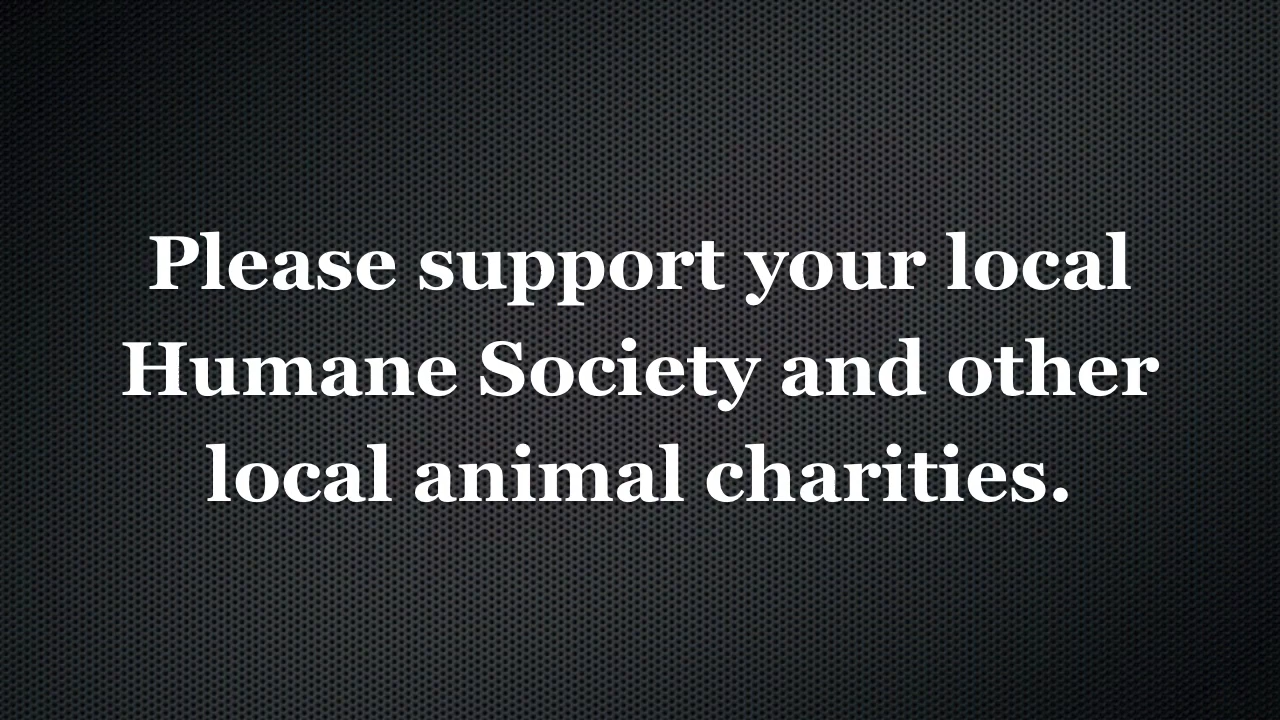 Please support your local
Humane Society and other
local animal charities.